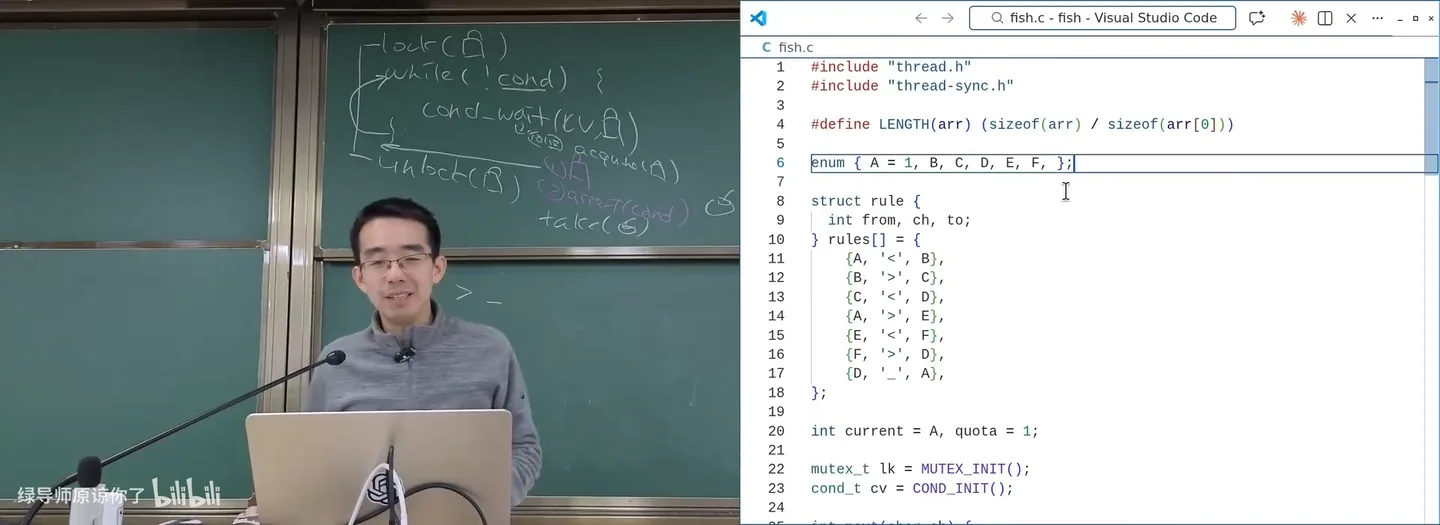 lock(
while( ! cond) {
cond_wait(cv,
acquire(
}
unlock(
(1)
(2) assert(cond)
take(
> _
绿导师原谅你了 bilibili
fish.c - fish - Visual Studio Code
C fish.c
1 #include "thread.h"
2 #include "thread-sync.h"
3
4 #define LENGTH(arr) (sizeof(arr) / sizeof(arr[0]))
5
6 enum { A = 1, B, C, D, E, F, };
7
8 struct rule {
9 int from, ch, to;
10 } rules[] = {
11 {A, '<', B},
12 {B, '>', C},
13 {C, '<', D},
14 {A, '>', E},
15 {E, '<', F},
16 {F, '>', D},
17 {D, '_', A},
18 };
19
20 int current = A, quota = 1;
21
22 mutex_t lk = MUTEX_INIT();
23 cond_t cv = COND_INIT();
24